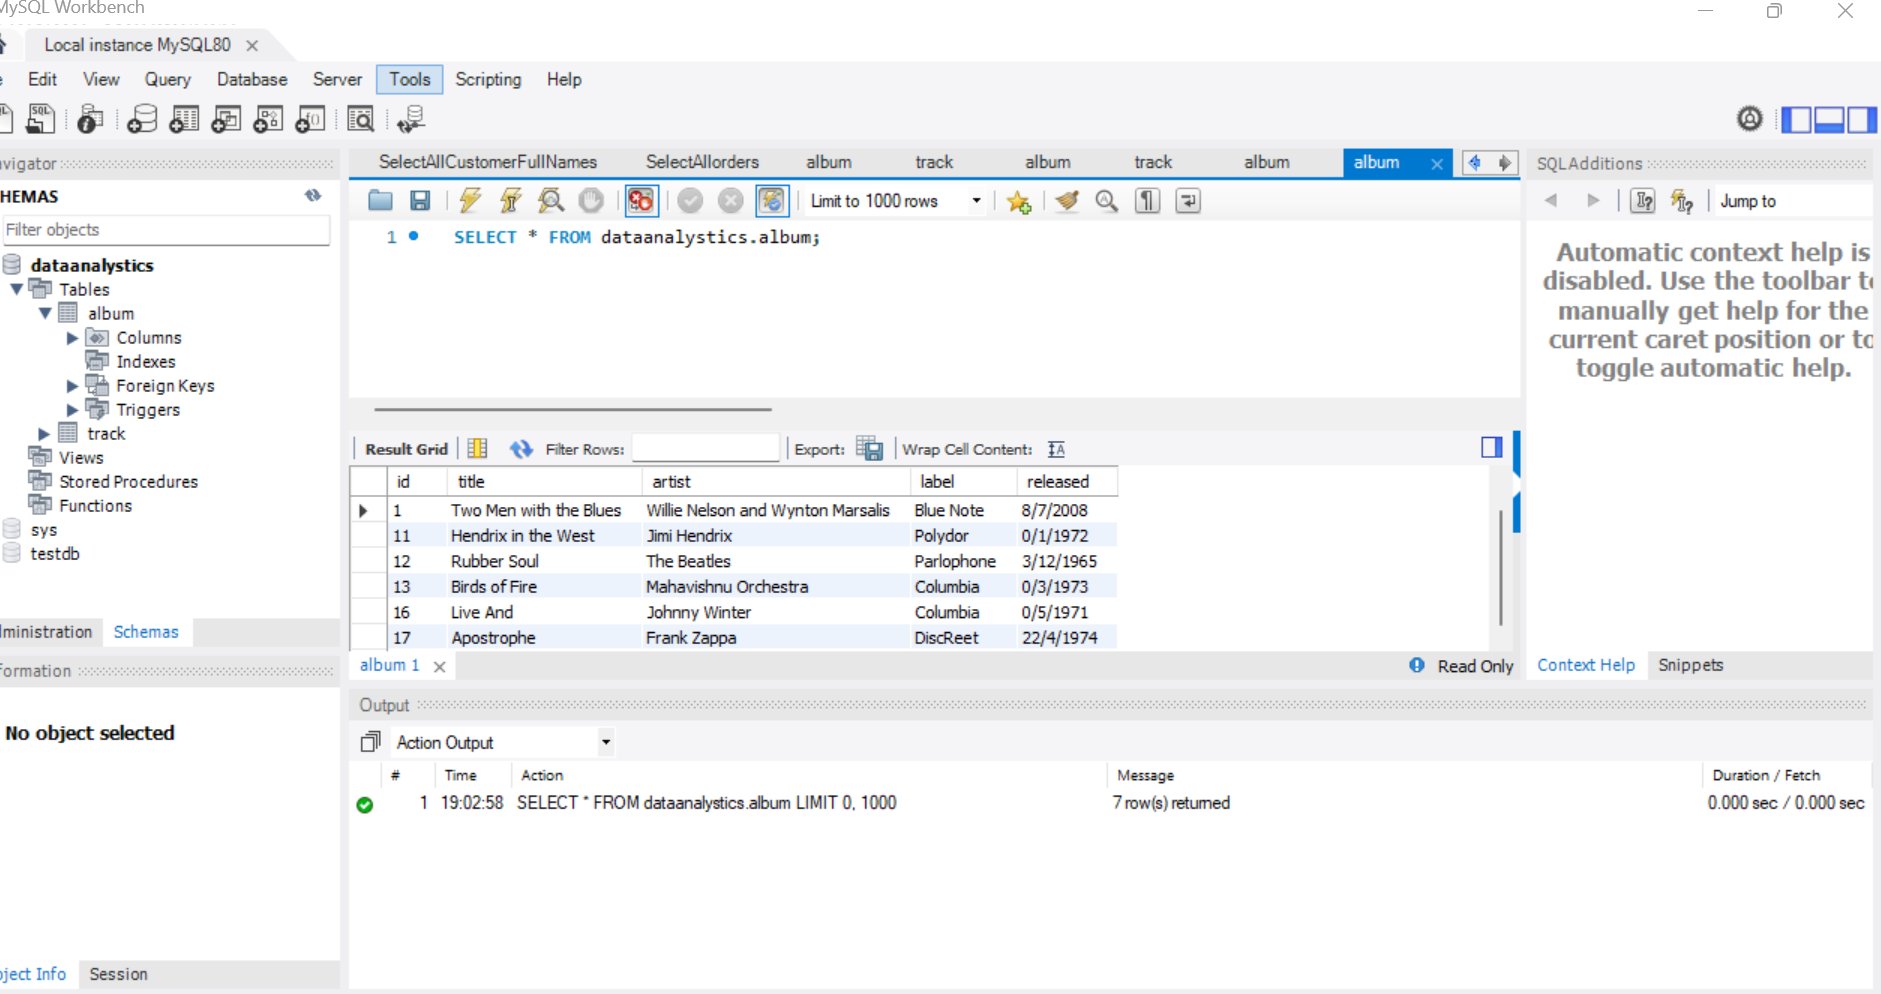 MySQL Workbench
Local instance MySQL80
Edit View Query Database Server Tools Scripting Help
SelectAllCustomerFullNames SelectAllorders album track album track album album
SQLAdditions
HEMAS
Limit to 1000 rows
Jump to
Filter objects
1 SELECT * FROM dataanalystics.album;
Automatic context help is
disabled. Use the toolbar to
manually get help for the
current caret position or to
toggle automatic help.
dataanalystics
Tables
album
Columns
Indexes
Foreign Keys
Triggers
track
Views
Stored Procedures
Functions
sys
testdb
Result Grid Filter Rows: Export: Wrap Cell Content:
id title artist label released
1 Two Men with the Blues Willie Nelson and Wynton Marsalis Blue Note 8/7/2008
11 Hendrix in the West Jimi Hendrix Polydor 0/1/1972
12 Rubber Soul The Beatles Parlophone 3/12/1965
13 Birds of Fire Mahavishnu Orchestra Columbia 0/3/1973
16 Live And Johnny Winter Columbia 0/5/1971
17 Apostrophe Frank Zappa DiscReet 22/4/1974
ministration Schemas
album 1 Read Only
Context Help Snippets
formation
No object selected
Output
Action Output
# Time Action Message Duration / Fetch
1 19:02:58 SELECT * FROM dataanalystics.album LIMIT 0, 1000 7 row(s) returned 0.000 sec / 0.000 sec
ject Info Session